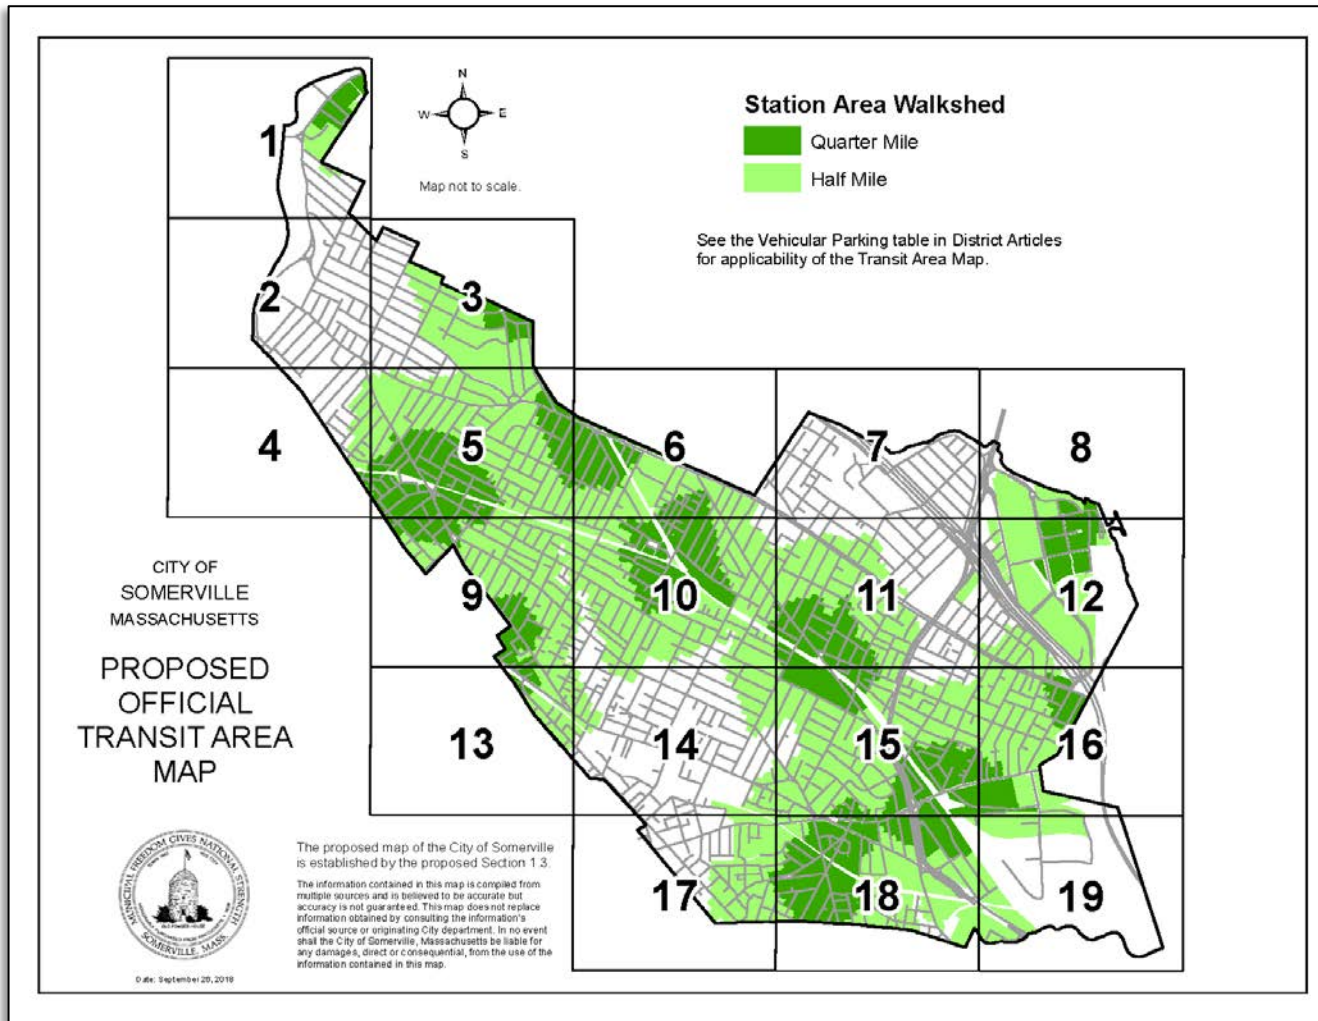 N
W E
S
Map not to scale.
Station Area Walkshed
Quarter Mile
Half Mile
See the Vehicular Parking table in District Articles
for applicability of the Transit Area Map.
1
2
3
4
5
6
7
8
9
10
11
12
13
14
15
16
17
18
19
CITY OF
SOMERVILLE
MASSACHUSETTS
PROPOSED
OFFICIAL
TRANSIT AREA
MAP
MUNICIPAL FREEDOM GIVES NATIONAL STRENGTH
SOMERVILLE, MASS.
Date: September 28, 2018
The proposed map of the City of Somerville
is established by the proposed Section 1.3.
The information contained in this map is compiled from
multiple sources and is believed to be accurate but
accuracy is not guaranteed. This map does not replace
information obtained by consulting the information's
official source or originating City department. In no event
shall the City of Somerville, Massachusetts be liable for
any damages, direct or consequential, from the use of the
information contained in this map.